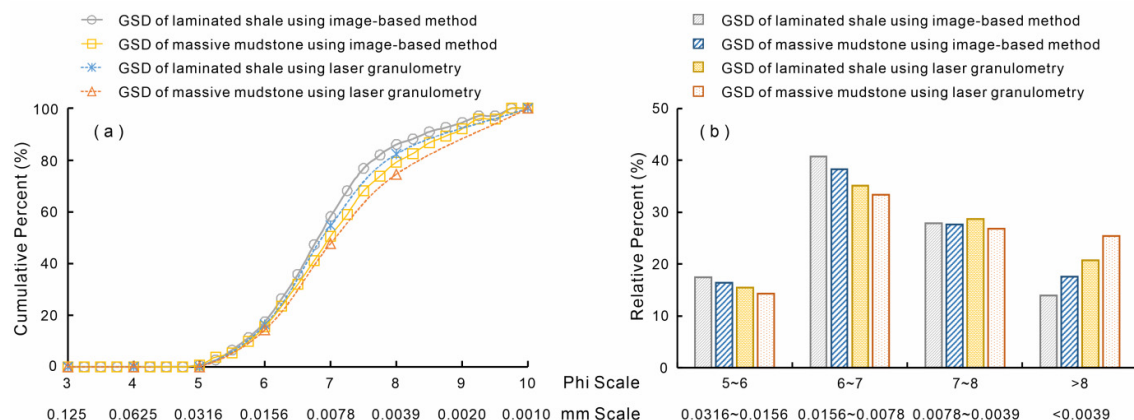 GSD of laminated shale using image-based method
GSD of massive mudstone using image-based method
GSD of laminated shale using laser granulometry
GSD of massive mudstone using laser granulometry
100
80
60
40
20
0
Cumulative Percent (%)
( a )
3 4 5 6 7 8 9 10
0.125 0.0625 0.0316 0.0156 0.0078 0.0039 0.0020 0.0010
Phi Scale
mm Scale
GSD of laminated shale using image-based method
GSD of massive mudstone using image-based method
GSD of laminated shale using laser granulometry
GSD of massive mudstone using laser granulometry
50
40
30
20
10
0
Relative Percent (%)
( b )
5~6 6~7 7~8 >8
0.0316~0.0156 0.0156~0.0078 0.0078~0.0039 <0.0039